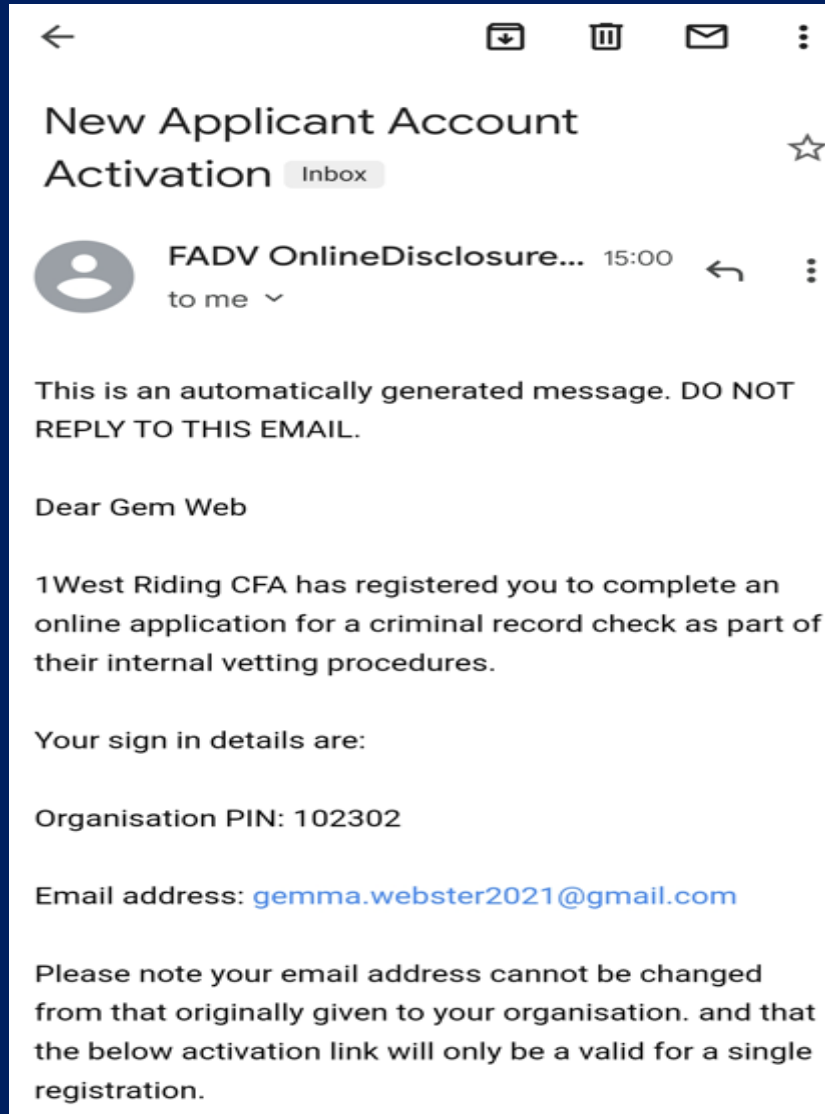 New Applicant Account
Activation Inbox
FADV OnlineDisclosure... 15:00
to me
This is an automatically generated message. DO NOT
REPLY TO THIS EMAIL.
Dear Gem Web
1West Riding CFA has registered you to complete an
online application for a criminal record check as part of
their internal vetting procedures.
Your sign in details are:
Organisation PIN: 102302
Email address: gemma.webster2021@gmail.com
Please note your email address cannot be changed
from that originally given to your organisation. and that
the below activation link will only be a valid for a single
registration.